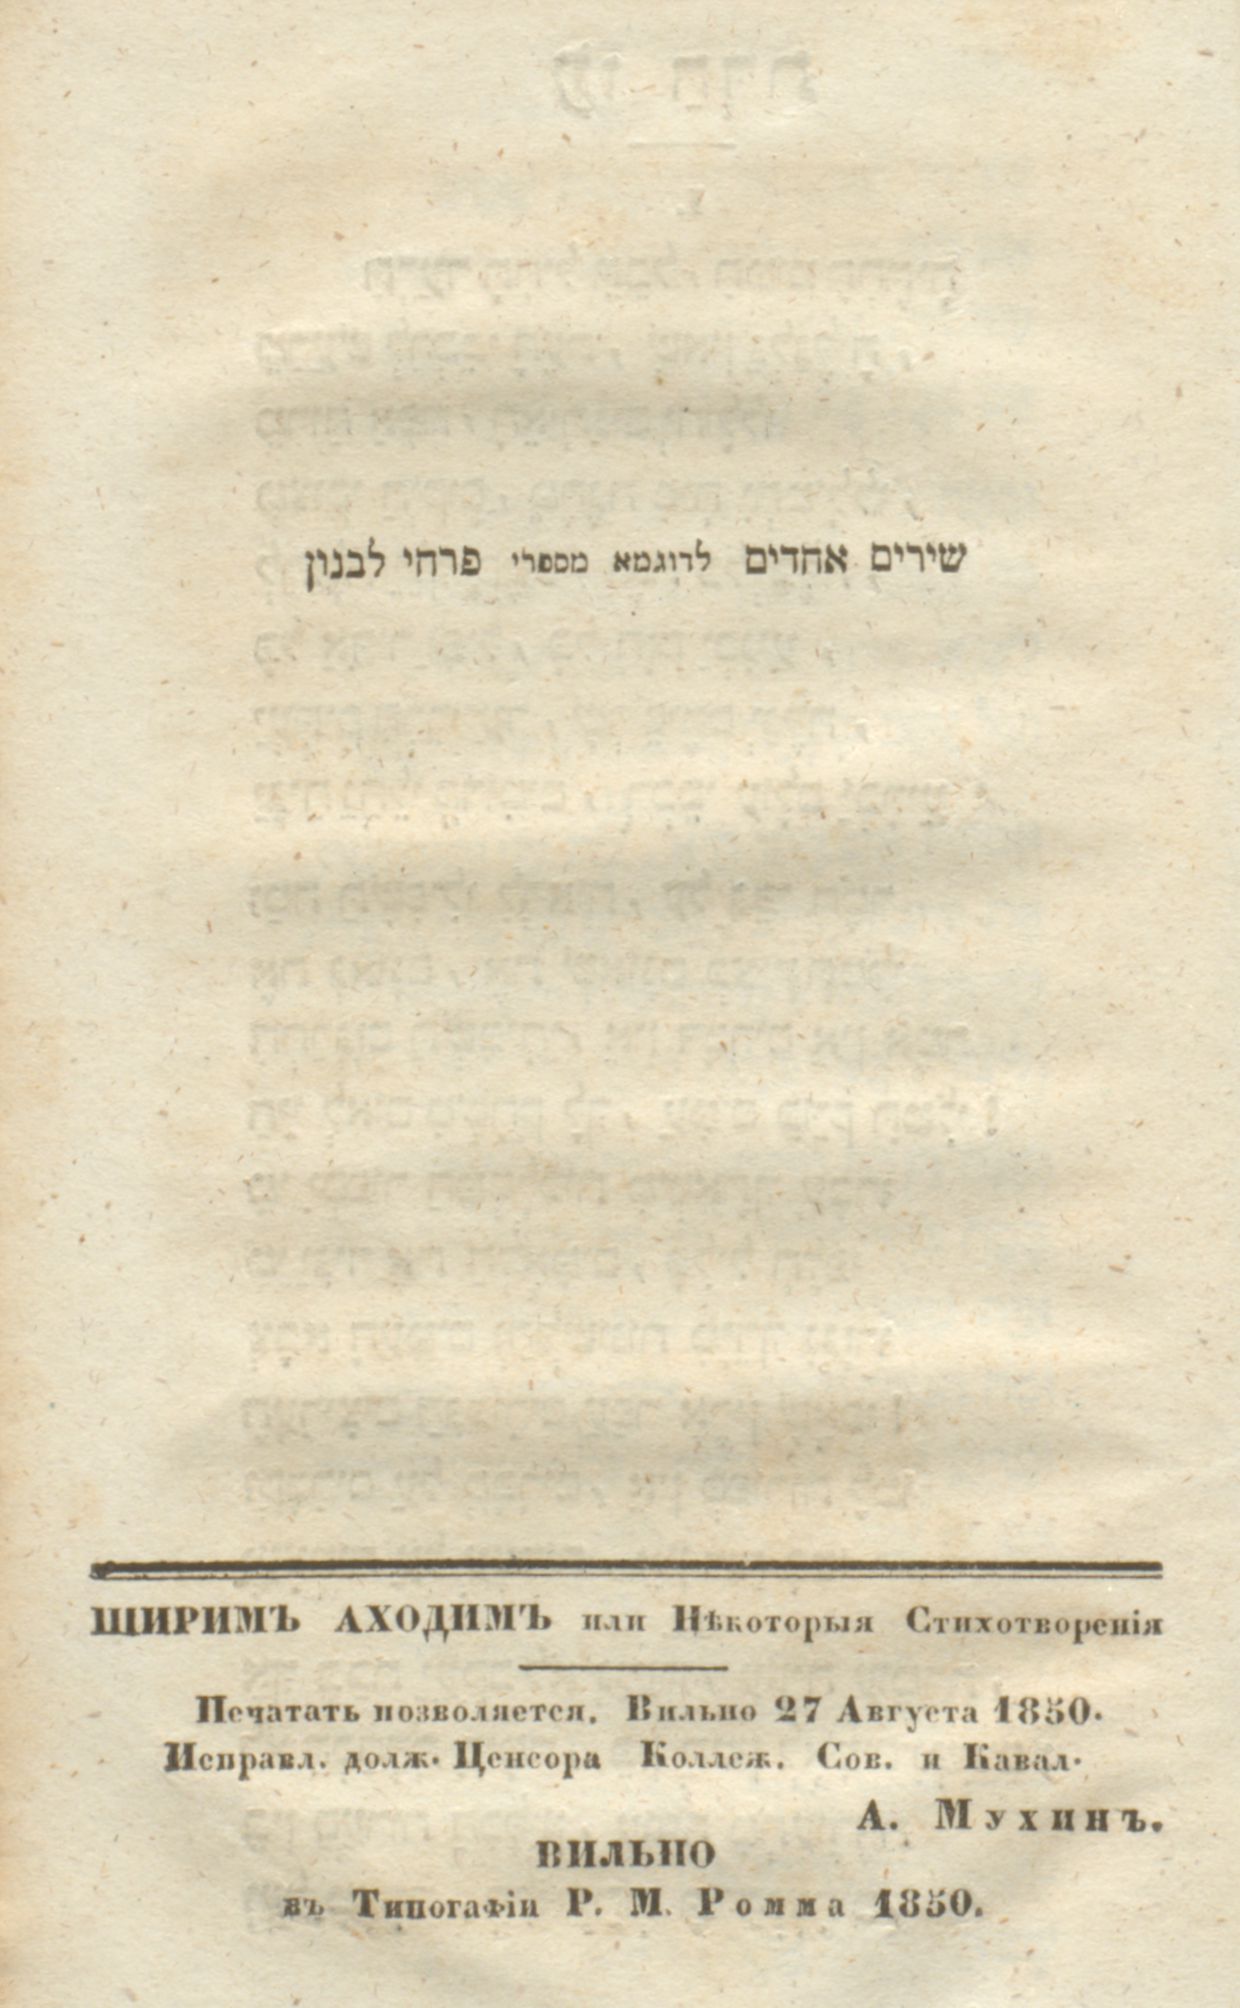 שירים אחדים לדוגמא מספרי פרחי לבנון
ШИРИМЪ АХОДИМЪ или Нѣкоторыя Стихотворенія
Печатать позволяется. Вильно 27 Августа 1850.
Исправл. долж. Ценсора Коллеж. Сов. и Кавал.
А. Мухинъ.
ВИЛЬНО
въ Типогафіи Р. М. Ромма 1850.